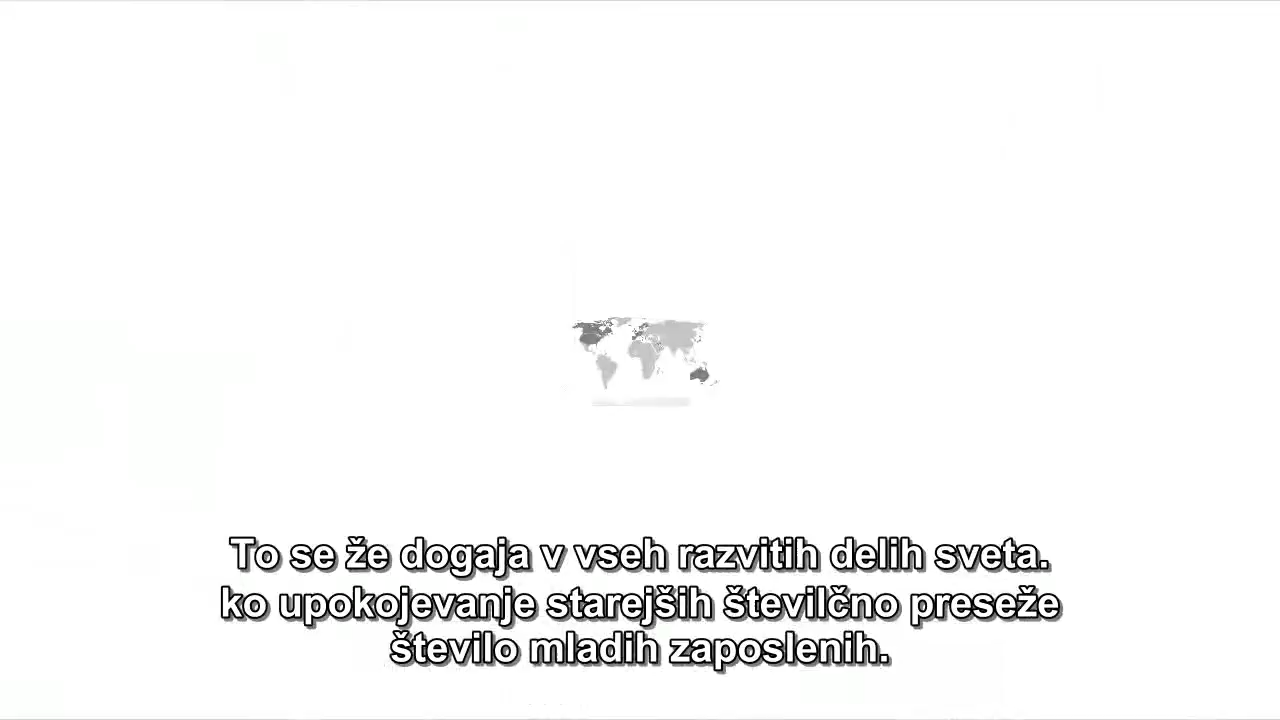 To se že dogaja v vseh razvitih delih sveta.
ko upokojevanje starejših številčno preseže
število mladih zaposlenih.